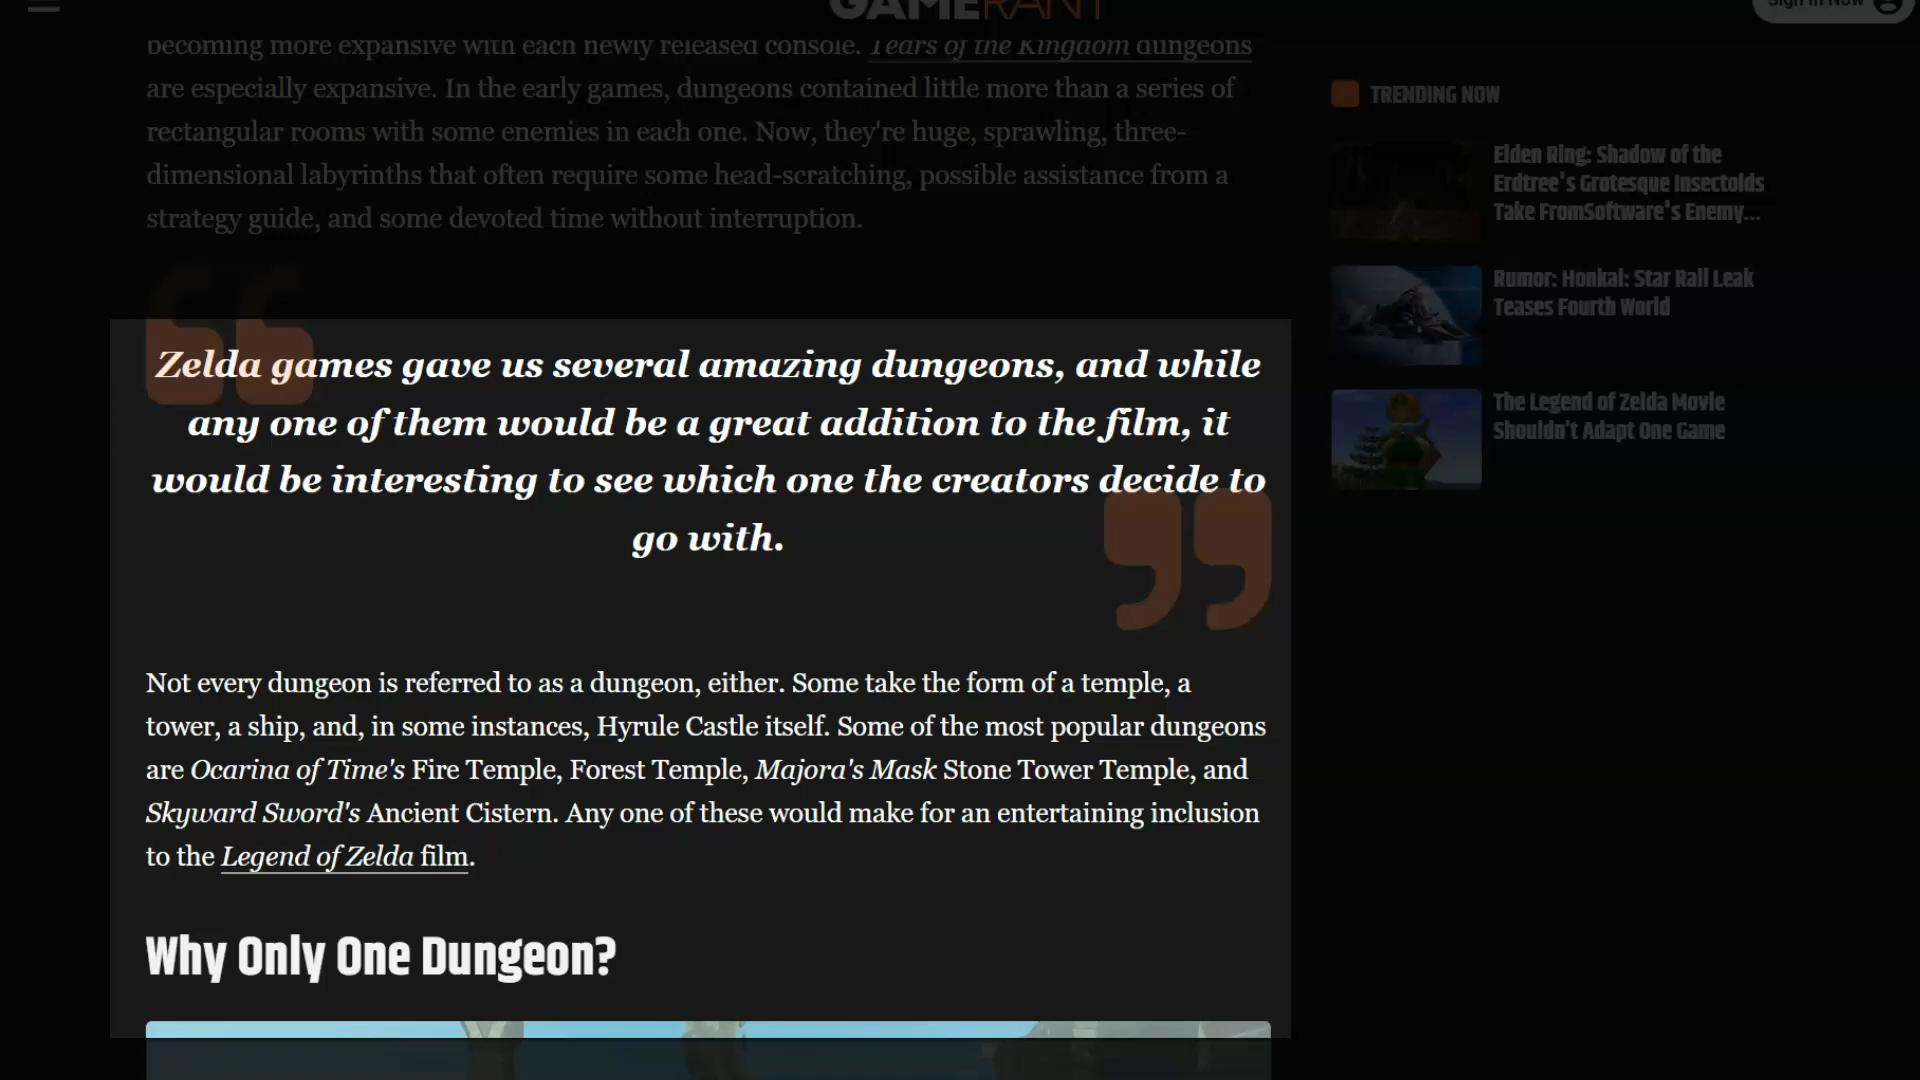 GAMERANT
Sign In Now
becoming more expansive with each newly released console. Tears of the Kingdom dungeons
are especially expansive. In the early games, dungeons contained little more than a series of
rectangular rooms with some enemies in each one. Now, they're huge, sprawling, three-
dimensional labyrinths that often require some head-scratching, possible assistance from a
strategy guide, and some devoted time without interruption.
Zelda games gave us several amazing dungeons, and while
any one of them would be a great addition to the film, it
would be interesting to see which one the creators decide to
go with.
Not every dungeon is referred to as a dungeon, either. Some take the form of a temple, a
tower, a ship, and, in some instances, Hyrule Castle itself. Some of the most popular dungeons
are Ocarina of Time's Fire Temple, Forest Temple, Majora's Mask Stone Tower Temple, and
Skyward Sword's Ancient Cistern. Any one of these would make for an entertaining inclusion
to the Legend of Zelda film.
Why Only One Dungeon?
TRENDING NOW
Elden Ring: Shadow of the
Erdtree's Grotesque Insectoids
Take FromSoftware's Enemy...
Rumor: Honkai: Star Rail Leak
Teases Fourth World
The Legend of Zelda Movie
Shouldn't Adapt One Game